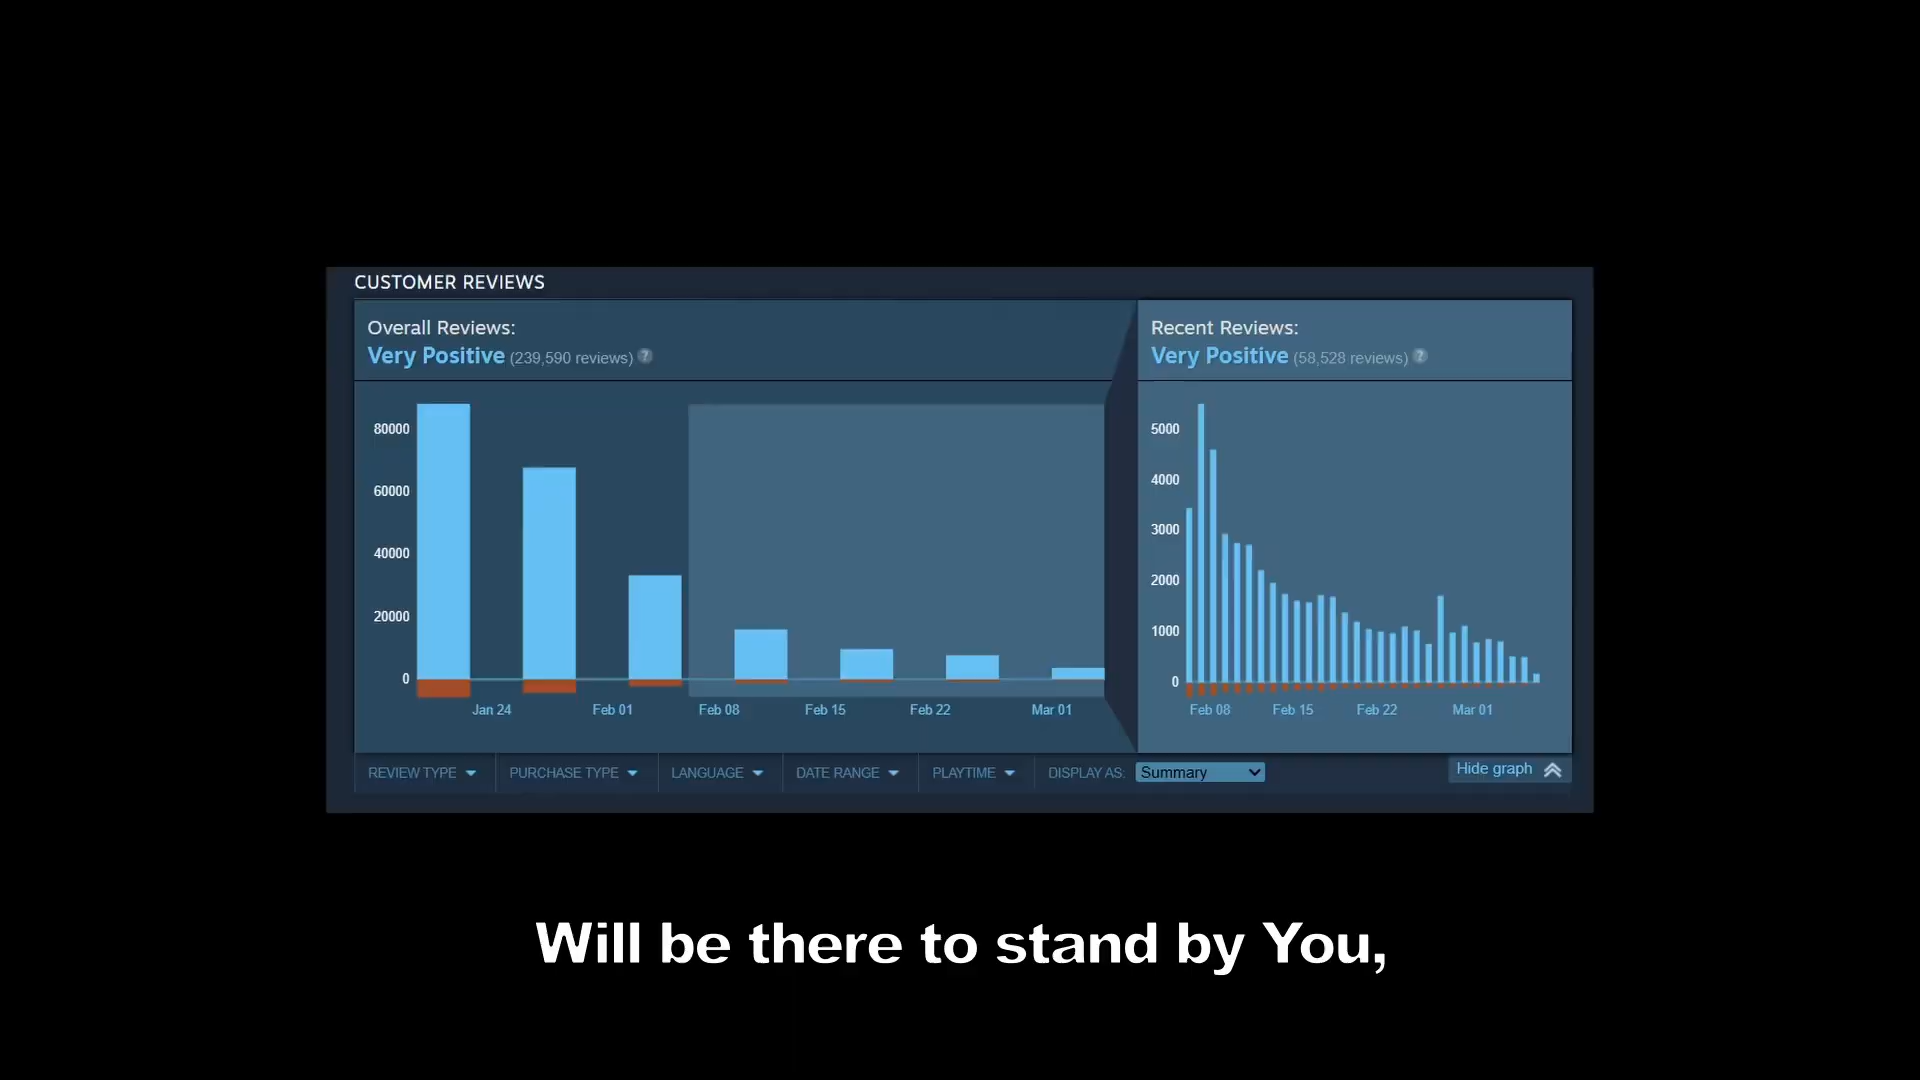 CUSTOMER REVIEWS
Overall Reviews:
Very Positive (239,590 reviews) ?
80000
60000
40000
20000
0
Jan 24 Feb 01 Feb 08 Feb 15 Feb 22 Mar 01
Recent Reviews:
Very Positive (58,528 reviews) ?
5000
4000
3000
2000
1000
0
Feb 08 Feb 15 Feb 22 Mar 01
REVIEW TYPE PURCHASE TYPE LANGUAGE DATE RANGE PLAYTIME DISPLAY AS: Summary Hide graph
Will be there to stand by You,